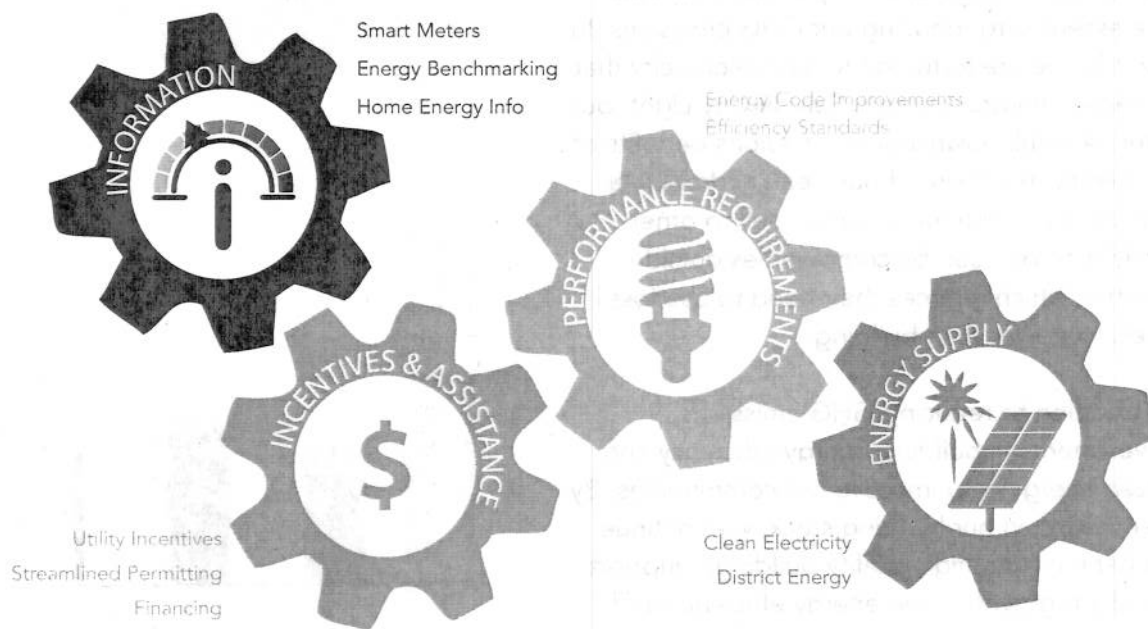 Smart Meters
Energy Benchmarking
Home Energy Info
INFORMATION
Energy Code Improvements
Efficiency Standards
PERFORMANCE REQUIREMENTS
INCENTIVES & ASSISTANCE
$
ENERGY SUPPLY
Utility Incentives
Streamlined Permitting
Financing
Clean Electricity
District Energy